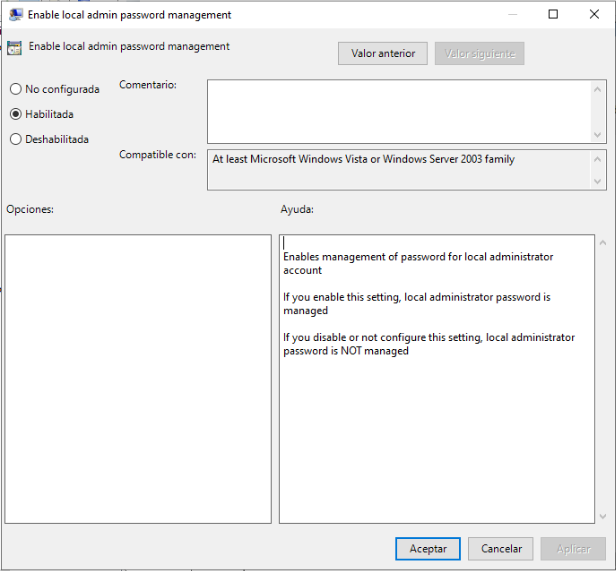 Enable local admin password management
Enable local admin password management
Valor anterior
Valor siguiente
No configurada
Habilitada
Deshabilitada
Comentario:
Compatible con:
At least Microsoft Windows Vista or Windows Server 2003 family
Opciones:
Ayuda:
Enables management of password for local administrator
account
If you enable this setting, local administrator password is
managed
If you disable or not configure this setting, local administrator
password is NOT managed
Aceptar
Cancelar
Aplicar